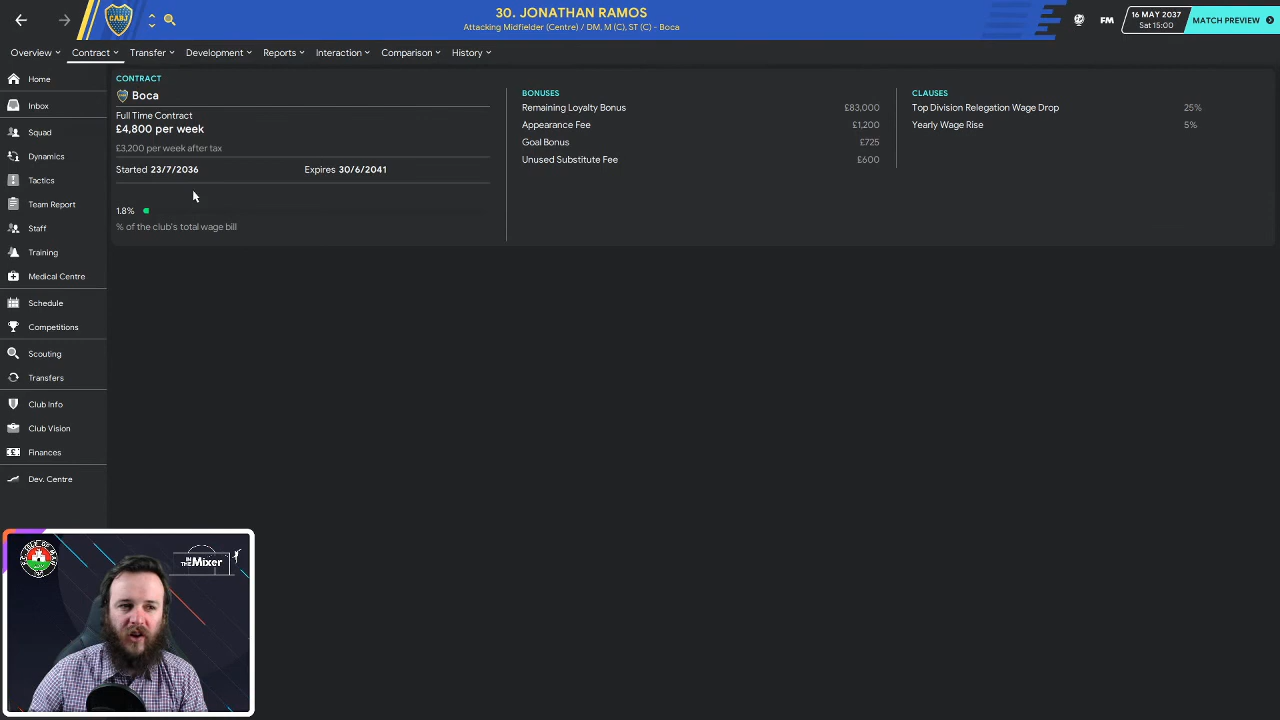 CABJ
30. JONATHAN RAMOS
Attacking Midfielder (Centre) / DM, M (C), ST (C) - Boca
FM
16 MAY 2037
Sat 15:00
MATCH PREVIEW
Overview
Contract
Transfer
Development
Reports
Interaction
Comparison
History
Home
Inbox
Squad
Dynamics
Tactics
Team Report
Staff
Training
Medical Centre
Schedule
Competitions
Scouting
Transfers
Club Info
Club Vision
Finances
Dev. Centre
CONTRACT
Boca
Full Time Contract
£4,800 per week
£3,200 per week after tax
Started 23/7/2036 Expires 30/6/2041
1.8%
% of the club's total wage bill
BONUSES
Remaining Loyalty Bonus £83,000
Appearance Fee £1,200
Goal Bonus £725
Unused Substitute Fee £600
CLAUSES
Top Division Relegation Wage Drop 25%
Yearly Wage Rise 5%
IN
THE Mixer